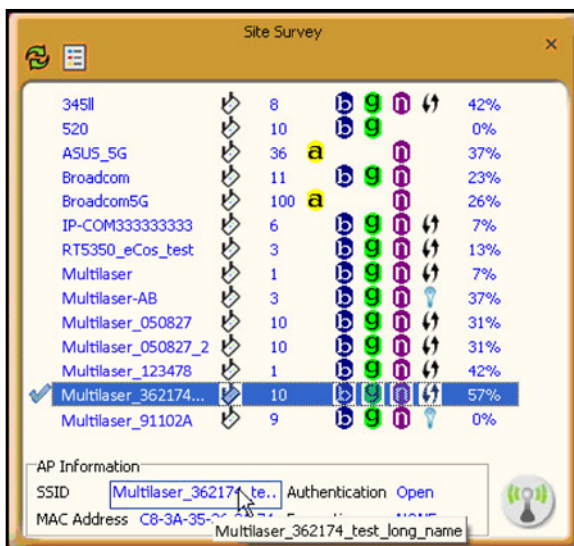 Site Survey
345ll 8 b g n 42%
520 10 b g 0%
ASUS_5G 36 a n 37%
Broadcom 11 b g n 23%
Broadcom5G 100 a n 26%
IP-COM333333333 6 b g n 7%
RT5350_eCos_test 3 b g n 13%
Multilaser 1 b g n 7%
Multilaser-AB 3 b g n 37%
Multilaser_050827 10 b g n 31%
Multilaser_050827_2 10 b g n 31%
Multilaser_123478 1 b g n 42%
Multilaser_362174... 10 b g n 57%
Multilaser_91102A 9 b g n 0%
AP Information
SSID Multilaser_362174_te.. Authentication Open
MAC Address C8-3A-35-
Multilaser_362174_test_long_name